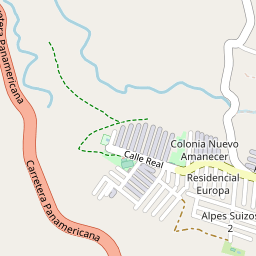 Carretera Panamericana
Calle Real
Colonia Nuevo
Amanecer
Residencial
Europa
Carretera Panamericana
Alpes Suizos
2